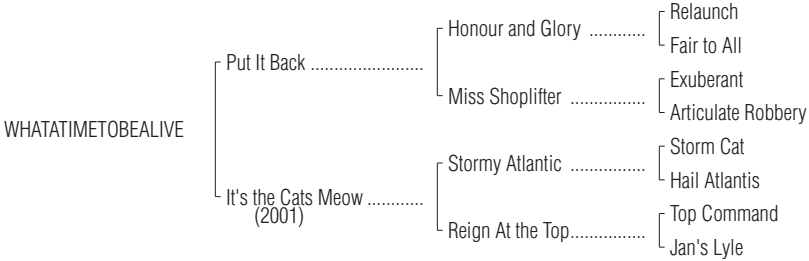 Relaunch
Honour and Glory ............
Fair to All
Put It Back ........................
Exuberant
Miss Shoplifter ................
Articulate Robbery
WHATATIMETOBEALIVE
Storm Cat
Stormy Atlantic ................
Hail Atlantis
It's the Cats Meow ............
(2001)
Top Command
Reign At the Top................
Jan's Lyle